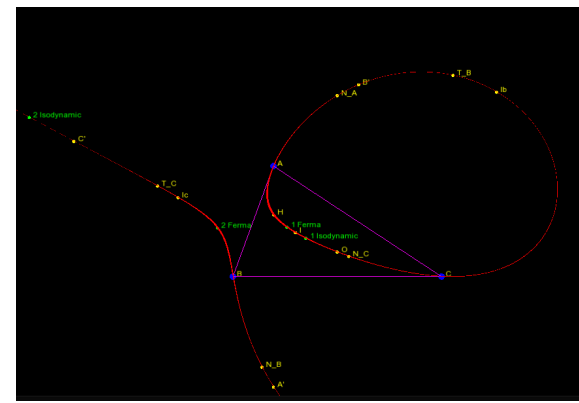 T_B
B'
Ib
N_A
2 Isodynamic
C'
A
T_C
Ic
H
2 Ferma
1 Ferma
I
1 Isodynamic
O
N_C
B
C
N_B
A'